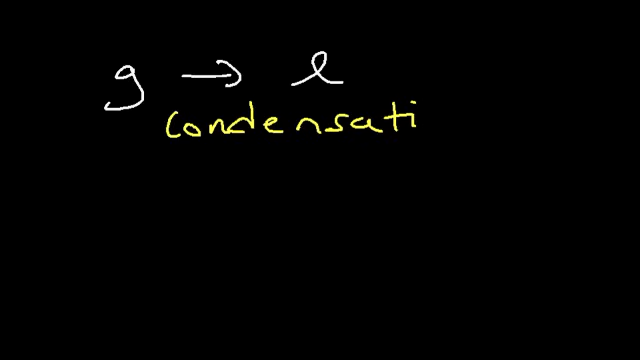 g → l
condensati